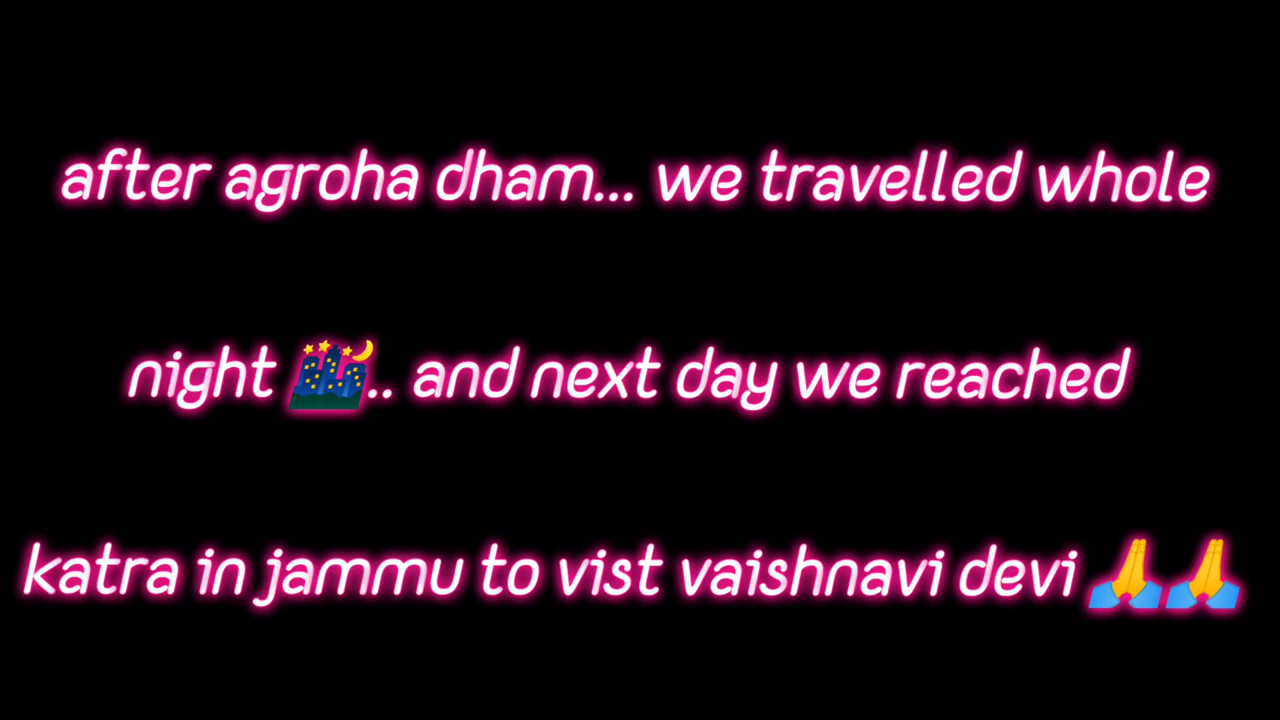 after agroha dham... we travelled whole
night 🌃.. and next day we reached
katra in jammu to vist vaishnavi devi 🙏🙏